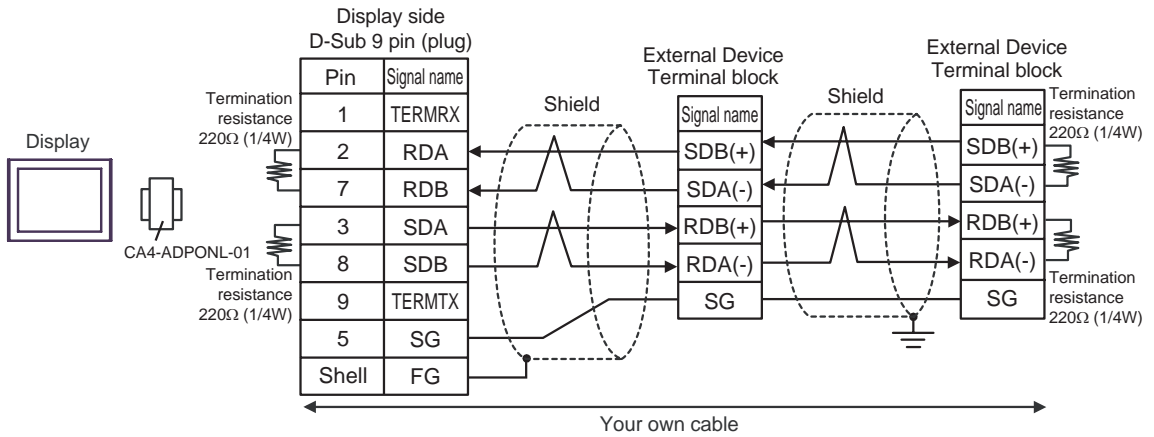 Display side
D-Sub 9 pin (plug)
External Device
Terminal block
External Device
Terminal block
Display
CA4-ADPONL-01
Termination
resistance
220Ω (1/4W)
Termination
resistance
220Ω (1/4W)
Pin Signal name
1 TERMRX
2 RDA
7 RDB
3 SDA
8 SDB
9 TERMTX
5 SG
Shell FG
Shield
Signal name
SDB(+)
SDA(-)
RDB(+)
RDA(-)
SG
Shield
Signal name
SDB(+)
SDA(-)
RDB(+)
RDA(-)
SG
Termination
resistance
220Ω (1/4W)
Termination
resistance
220Ω (1/4W)
Your own cable